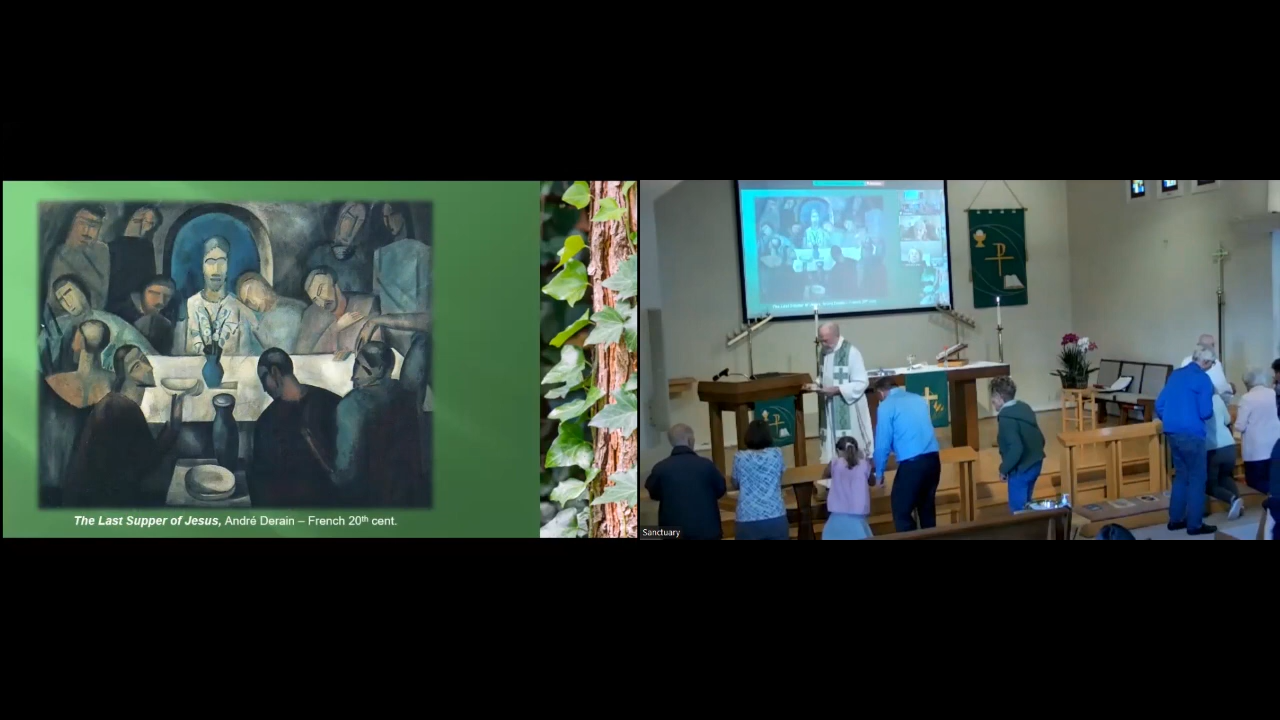 The Last Supper of Jesus, André Derain – French 20th cent.
Sanctuary